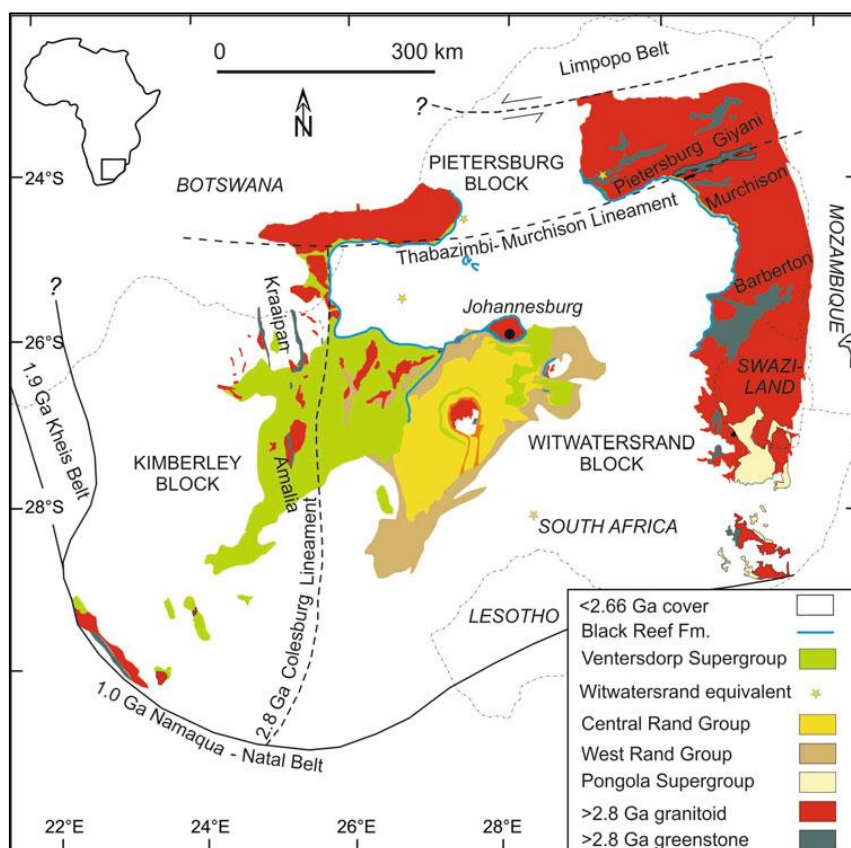 0 300 km
Limpopo Belt
?
N
24°S
BOTSWANA
PIETERSBURG
BLOCK
Pietersburg
Giyani
Murchison
Thabazimbi-Murchison Lineament
MOZAMBIQUE
?
Kraaipan
Johannesburg
Barberton
26°S
1.9 Ga Kheis Belt
SWAZI-
LAND
KIMBERLEY
BLOCK
Amalia
WITWATERSRAND
BLOCK
28°S
SOUTH AFRICA
2.8 Ga Colesburg Lineament
LESOTHO
1.0 Ga Namaqua - Natal Belt
<2.66 Ga cover
Black Reef Fm.
Ventersdorp Supergroup
Witwatersrand equivalent
Central Rand Group
West Rand Group
Pongola Supergroup
>2.8 Ga granitoid
>2.8 Ga greenstone
22°E 24°E 26°E 28°E